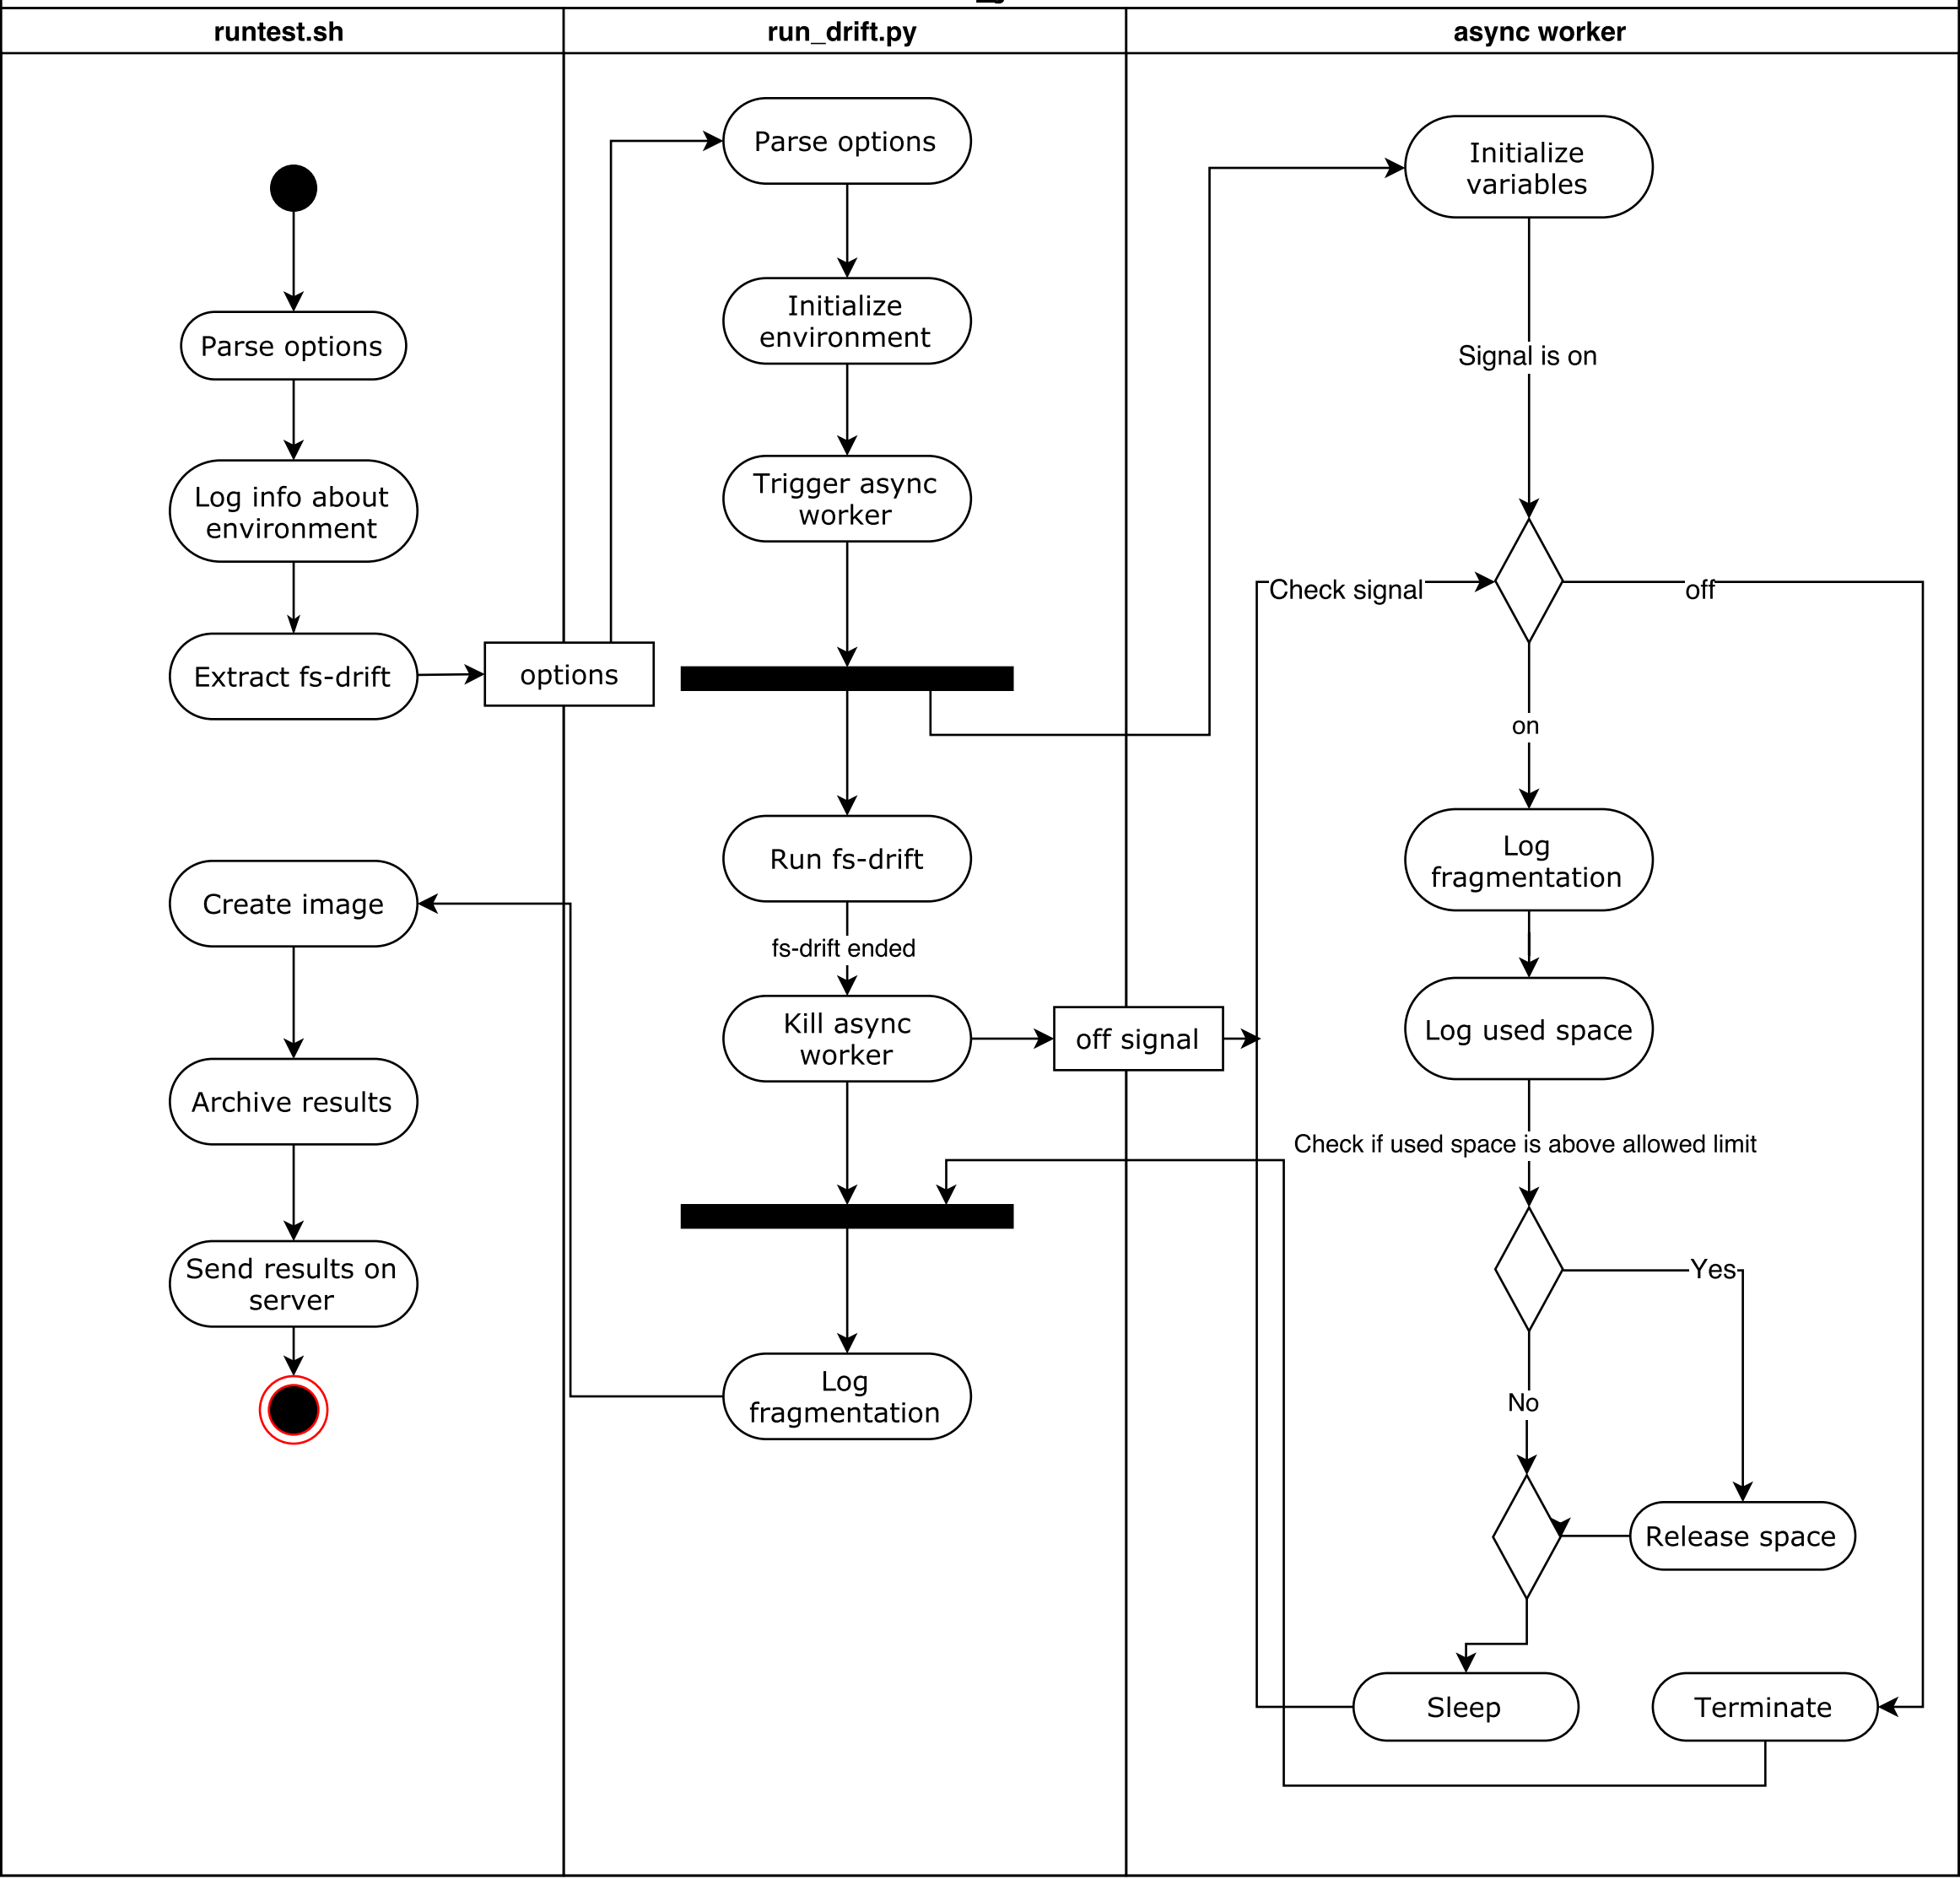 runtest.sh
run_drift.py
async worker
Parse options
Log info about
environment
Extract fs-drift
options
Create image
Archive results
Send results on
server
Parse options
Initialize
environment
Trigger async
worker
Run fs-drift
fs-drift ended
Kill async
worker
off signal
Log
fragmentation
Initialize
variables
Signal is on
Check signal
off
on
Log
fragmentation
Log used space
Check if used space is above allowed limit
Yes
No
Release space
Sleep
Terminate